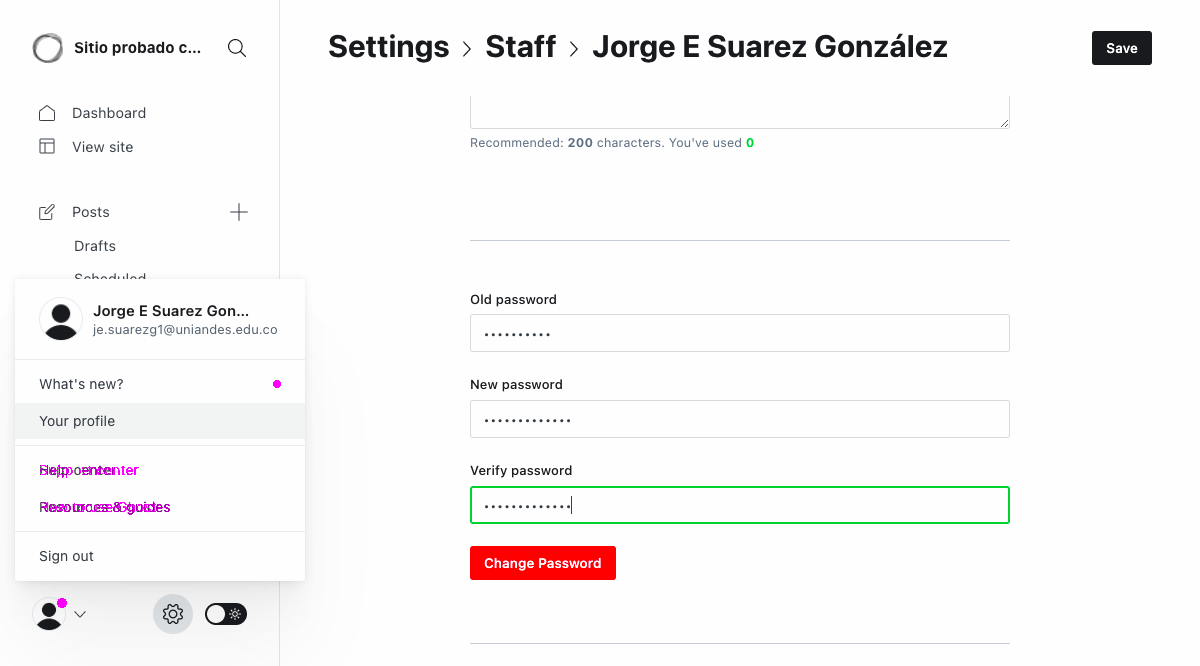 Sitio probado c...
Settings > Staff > Jorge E Suarez González
Save
Dashboard
View site
Posts
Drafts
Scheduled
Jorge E Suarez Gon...
je.suarezg1@uniandes.edu.co
What's new?
Your profile
Help center
Resources & guides
Sign out
Recommended: 200 characters. You've used 0
Old password
••••••••••
New password
•••••••••••••
Verify password
•••••••••••••
Change Password